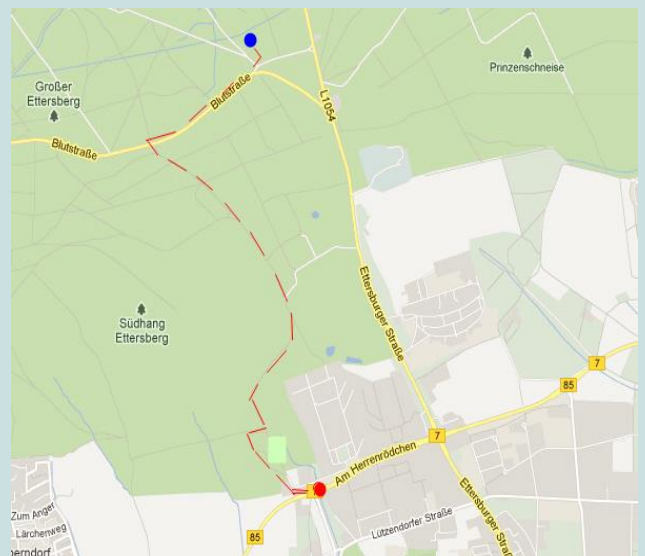 Prinzenschneise
Großer
Ettersberg
Blutstraße
L1054
Blutstraße
Ettersburger Straße
Südhang
Ettersberg
7
85
7
Am Herrenrödchen
Ettersburger Straße
Zum Anger
Lärchenweg
Lützendorfer Straße
85